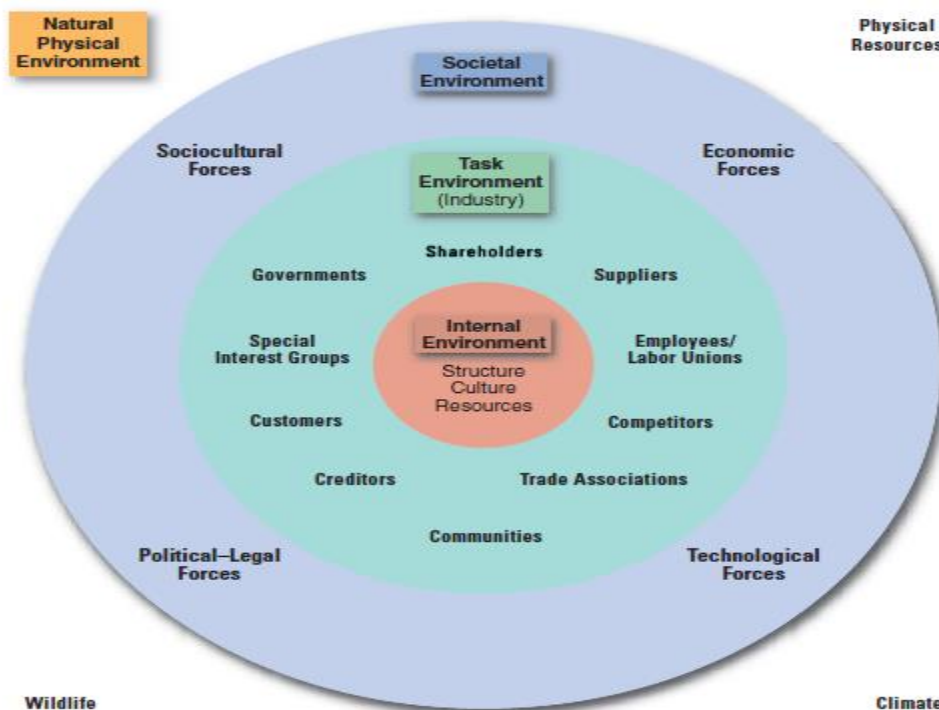 Natural
Physical
Environment
Physical
Resources
Societal
Environment
Sociocultural
Forces
Economic
Forces
Task
Environment
(Industry)
Shareholders
Governments
Suppliers
Special
Interest Groups
Internal
Environment
Structure
Culture
Resources
Employees/
Labor Unions
Customers
Competitors
Creditors
Trade Associations
Communities
Political–Legal
Forces
Technological
Forces
Wildlife
Climate